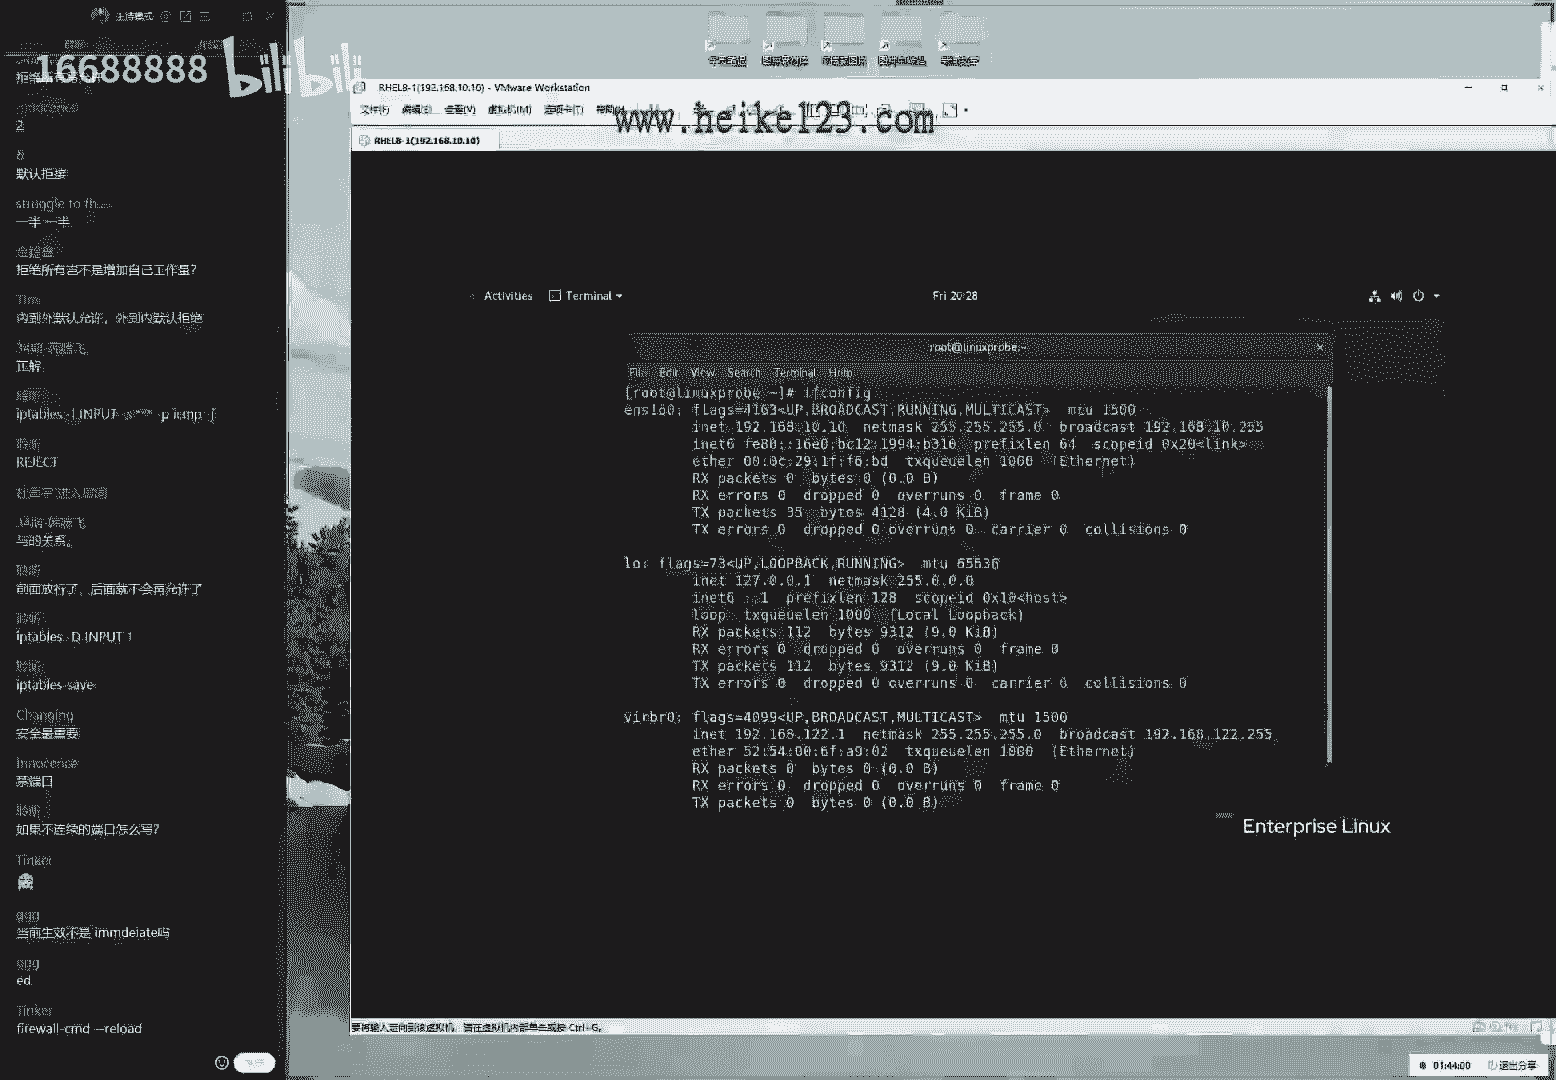 主持模式
16688888 bilibili
2
8
默认拒绝
struggle to fh...
一半一半
拒绝所有岂不是增加自己工作量?
Tim
内到外默认允许，外到内默认拒绝
正解
iptables -I INPUT -s*** -p icmp -j
REJECT
与的关系。
前面放行了，后面就不会再允许了
iptables -D INPUT 1
iptables-save
Changing
安全最重要
Innocence
禁端口
如果不连续的端口怎么写?
Tinker
qqq
当前生效不是 immdeiate吗
qqq
ed
Tinker
firewall-cmd —reload
RHEL8-1(192.168.10.10) - VMware Workstation
文件(F) 编辑(E) 查看(V) 虚拟机(M) 选项卡(T) 帮助(H)
www.heike123.com
RHEL8-1(192.168.10.10)
Activities Terminal
Fri 20:28
root@linuxprobe:~
File Edit View Search Terminal Help
[root@linuxprobe ~]# ifconfig
ens160: flags=4163<UP,BROADCAST,RUNNING,MULTICAST> mtu 1500
inet 192.168.10.10 netmask 255.255.255.0 broadcast 192.168.10.255
inet6 fe80::16e0:bc12:1994:b310 prefixlen 64 scopeid 0x20<link>
ether 00:0c:29:1f:f6:bd txqueuelen 1000 (Ethernet)
RX packets 0 bytes 0 (0.0 B)
RX errors 0 dropped 0 overruns 0 frame 0
TX packets 35 bytes 4128 (4.0 KiB)
TX errors 0 dropped 0 overruns 0 carrier 0 collisions 0
lo: flags=73<UP,LOOPBACK,RUNNING> mtu 65536
inet 127.0.0.1 netmask 255.0.0.0
inet6 ::1 prefixlen 128 scopeid 0x10<host>
loop txqueuelen 1000 (Local Loopback)
RX packets 112 bytes 9312 (9.0 KiB)
RX errors 0 dropped 0 overruns 0 frame 0
TX packets 112 bytes 9312 (9.0 KiB)
TX errors 0 dropped 0 overruns 0 carrier 0 collisions 0
virbr0: flags=4099<UP,BROADCAST,MULTICAST> mtu 1500
inet 192.168.122.1 netmask 255.255.255.0 broadcast 192.168.122.255
ether 52:54:00:6f:a9:02 txqueuelen 1000 (Ethernet)
RX packets 0 bytes 0 (0.0 B)
RX errors 0 dropped 0 overruns 0 frame 0
TX packets 0 bytes 0 (0.0 B)
Enterprise Linux
要将输入定向到该虚拟机，请在虚拟机内部单击或按 Ctrl+G。
01:44:00 退出分享